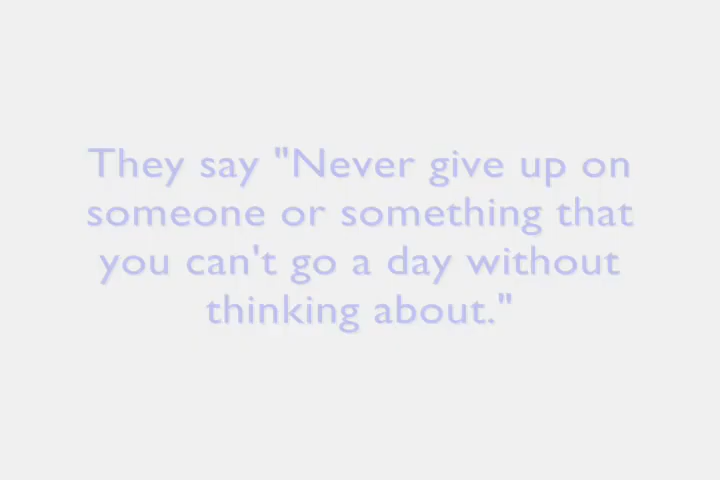 They say "Never give up on
someone or something that
you can't go a day without
thinking about."